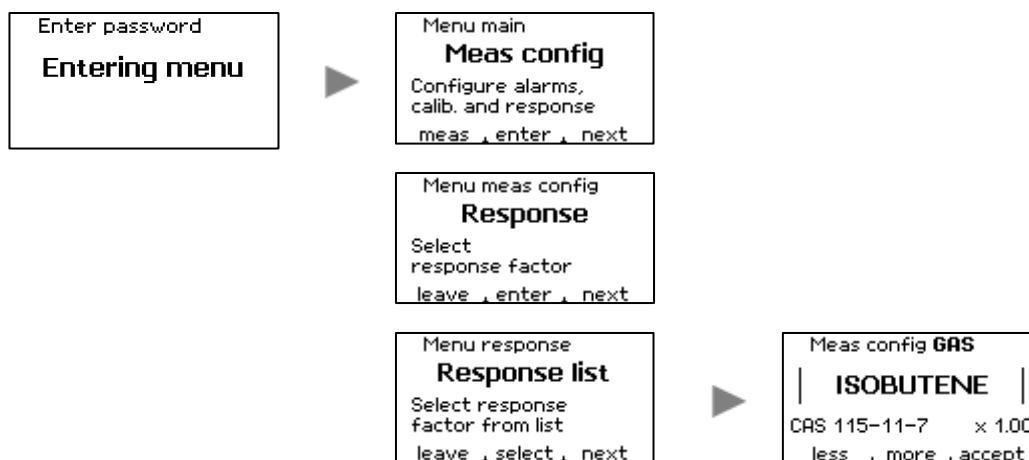 Enter password
Entering menu
Menu main
Meas config
Configure alarms,
calib. and response
meas enter next
Menu meas config
Response
Select
response factor
leave enter next
Menu response
Response list
Select response
factor from list
leave select next
Meas config GAS
ISOBUTENE
CAS 115-11-7 x 1.00
less more accept